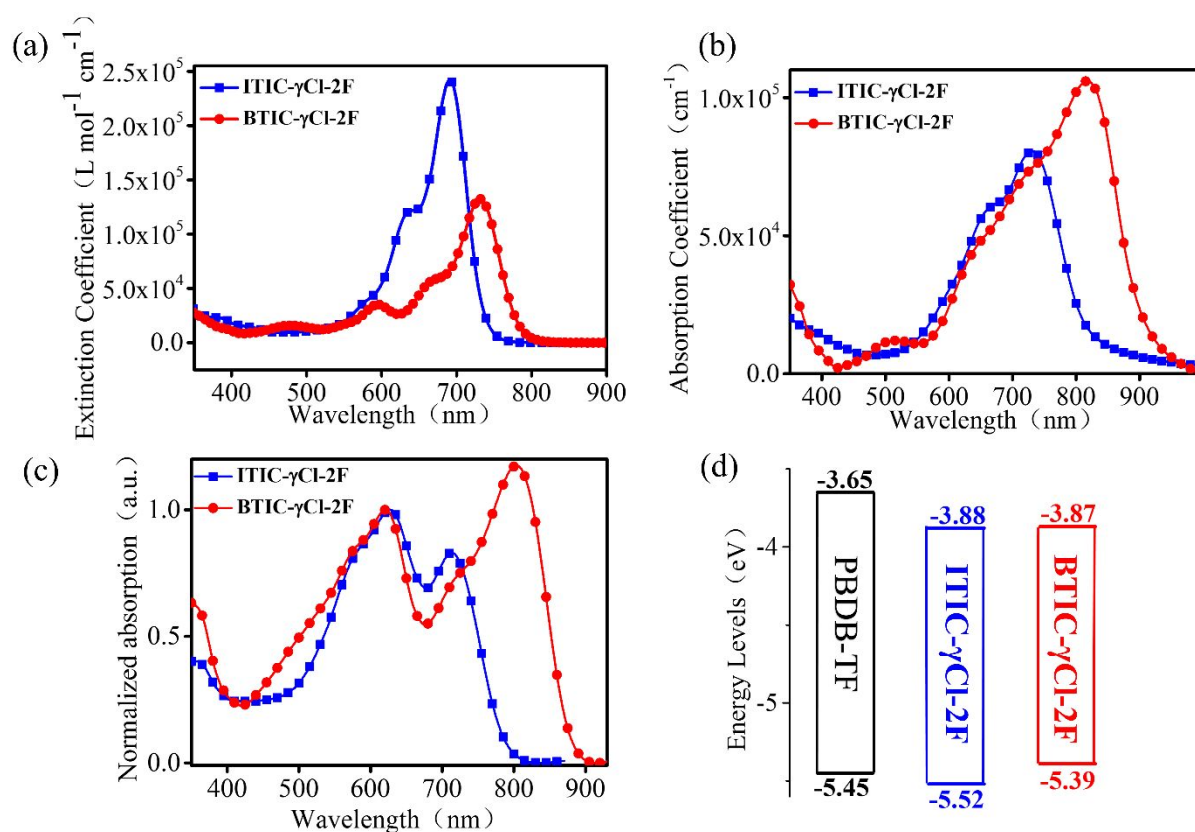 (a)
Extinction Coefficient（L mol⁻¹ cm⁻¹）
2.5x10⁵
2.0x10⁵
1.5x10⁵
1.0x10⁵
5.0x10⁴
0.0
ITIC-γCl-2F
BTIC-γCl-2F
400 500 600 700 800 900
Wavelength（nm）
(b)
Absorption Coefficient（cm⁻¹）
1.0x10⁵
5.0x10⁴
0.0
ITIC-γCl-2F
BTIC-γCl-2F
400 500 600 700 800 900
Wavelength（nm）
(c)
Normalized absorption（a.u.）
1.0
0.5
0.0
ITIC-γCl-2F
BTIC-γCl-2F
400 500 600 700 800 900
Wavelength（nm）
(d)
Energy Levels（eV）
-4
-5
-3.65
PBDB-TF
-5.45
-3.88
ITIC-γCl-2F
-5.52
-3.87
BTIC-γCl-2F
-5.39